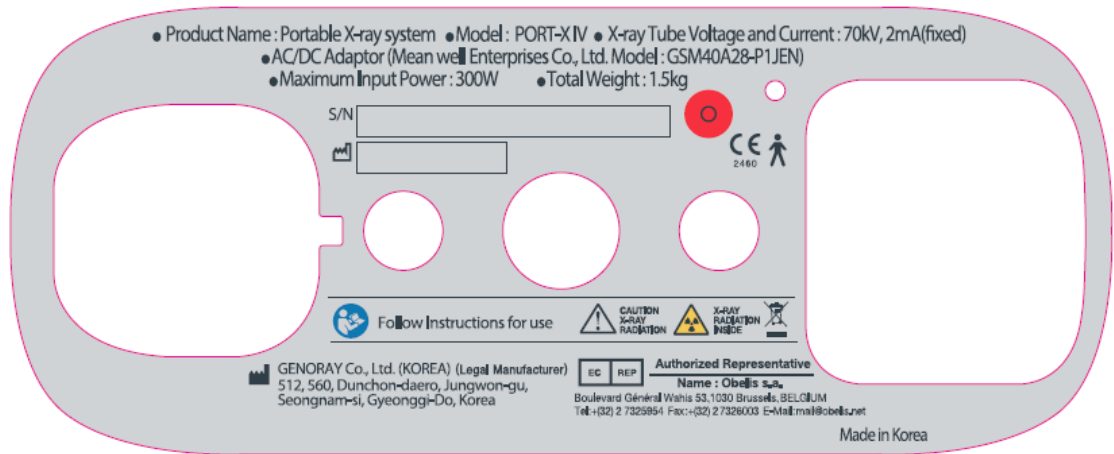 ● Product Name : Portable X-ray system ● Model : PORT-X IV ● X-ray Tube Voltage and Current : 70kV, 2mA(fixed)
● AC/DC Adaptor (Mean well Enterprises Co., Ltd. Model : GSM40A28-P1JEN)
● Maximum Input Power : 300W ● Total Weight : 1.5kg
S/N
CE
2460
Follow Instructions for use
CAUTION
X-RAY
RADIATION
X-RAY
RADIATION
INSIDE
GENORAY Co., Ltd. (KOREA) (Legal Manufacturer)
512, 560, Dunchon-daero, Jungwon-gu,
Seongnam-si, Gyeonggi-Do, Korea
EC REP
Authorized Representative
Name : Obelis s.a.
Boulevard Général Wahis 53,1030 Brussels, BELGIUM
Tel:+(32) 2 7325954 Fax:+(32) 2 7326003 E-Mail:mail@obelis.net
Made in Korea